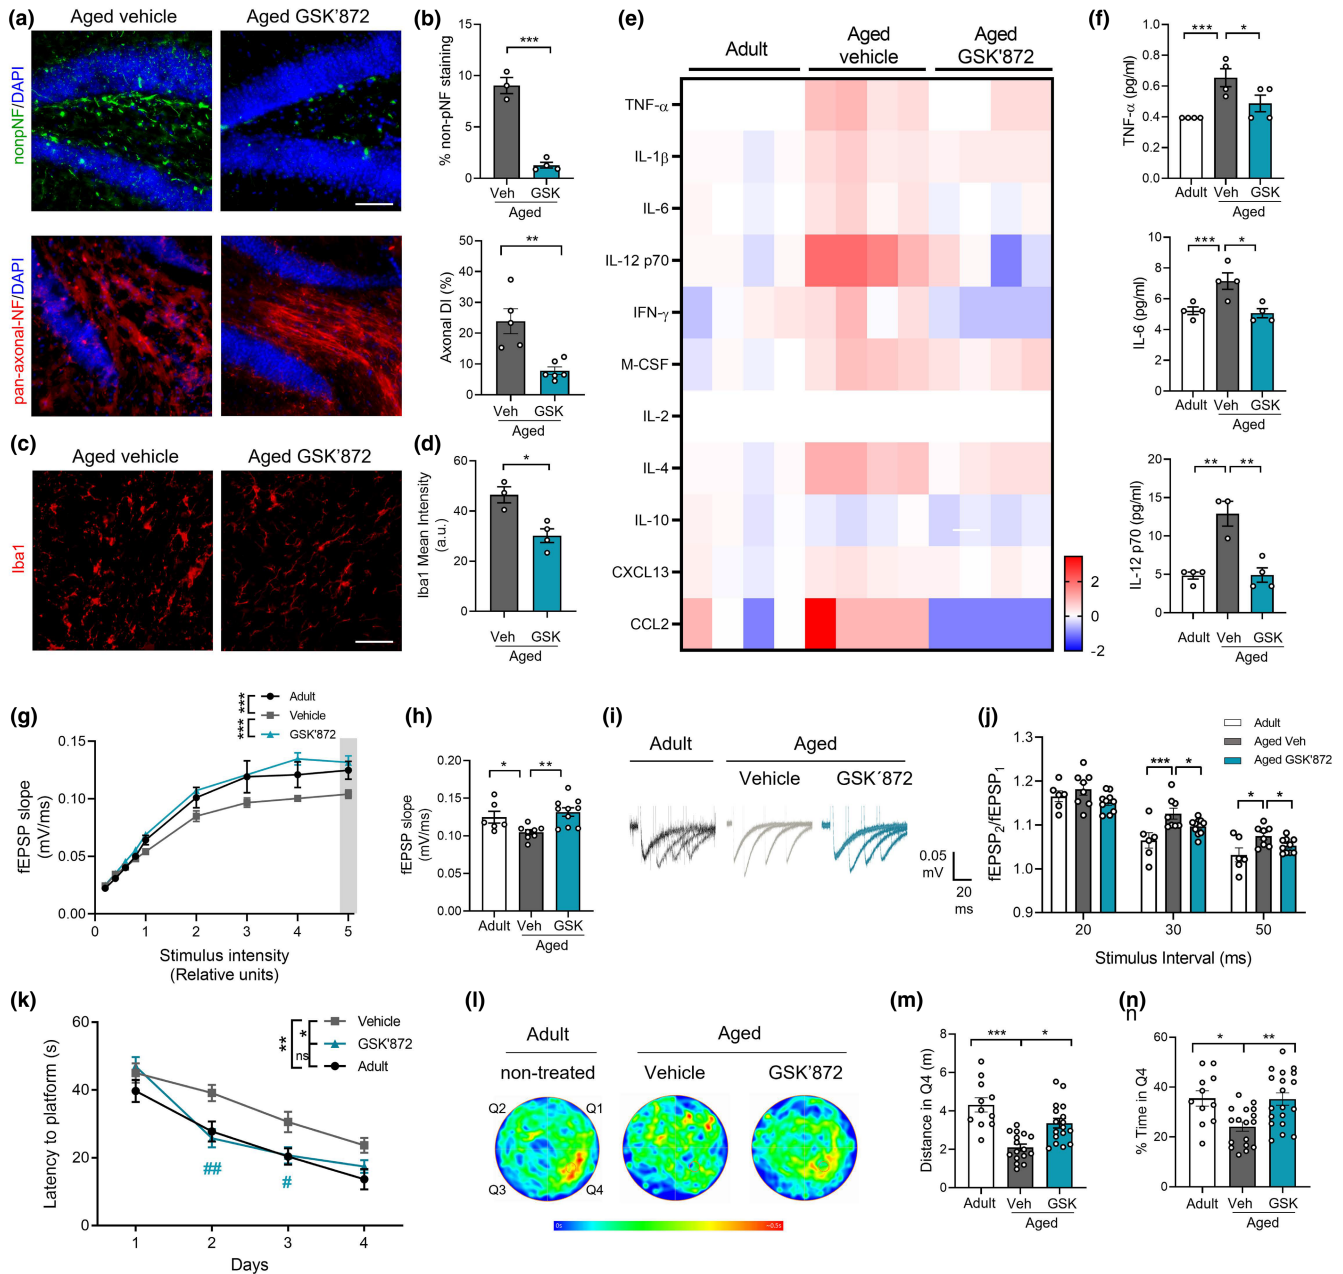 (a)
Aged vehicle
Aged GSK'872
nonpNF/DAPI
pan-axonal-NF/DAPI
(b)
% non-pNF staining
15
10
5
0
***
Veh
GSK
Aged
Axonal DI (%)
50
40
30
20
10
0
**
Veh
GSK
Aged
(c)
Aged vehicle
Aged GSK'872
Iba1
(d)
Iba1 Mean Intensity
(a.u.)
60
40
20
0
*
Veh
GSK
Aged
(e)
Adult
Aged
vehicle
Aged
GSK'872
TNF-α
IL-1β
IL-6
IL-12 p70
IFN-γ
M-CSF
IL-2
IL-4
IL-10
CXCL13
CCL2
2
0
-2
(f)
TNF-α (pg/ml)
1.0
0.8
0.6
0.4
0.2
0.0
***
*
Adult
Veh
GSK
Aged
IL-6 (pg/ml)
10
8
6
4
2
0
***
*
Adult
Veh
GSK
Aged
IL-12 p70 (pg/ml)
20
15
10
5
0
**
**
Adult
Veh
GSK
Aged
(g)
***
***
Adult
Vehicle
GSK'872
fEPSP slope
(mV/ms)
0.15
0.10
0.05
0.00
0
1
2
3
4
5
Stimulus intensity
(Relative units)
(h)
fEPSP slope
(mV/ms)
0.20
0.15
0.10
0.05
0.00
*
**
Adult
Veh
GSK
Aged
(i)
Adult
Aged
Vehicle
GSK´872
0.05
mV
20
ms
(j)
Adult
Aged Veh
Aged GSK'872
fEPSP2/fEPSP1
1.3
1.2
1.1
1.0
0.9
***
*
*
*
20
30
50
Stimulus Interval (ms)
(k)
Latency to platform (s)
60
40
20
0
**
*
ns
Vehicle
GSK'872
Adult
##
#
1
2
3
4
Days
(l)
Adult
Aged
non-treated
Vehicle
GSK'872
Q2
Q1
Q3
Q4
0s
~0.5s
(m)
Distance in Q4 (m)
8
6
4
2
0
***
*
Adult
Veh
GSK
Aged
(n)
n
% Time in Q4
60
40
20
0
*
**
Adult
Veh
GSK
Aged